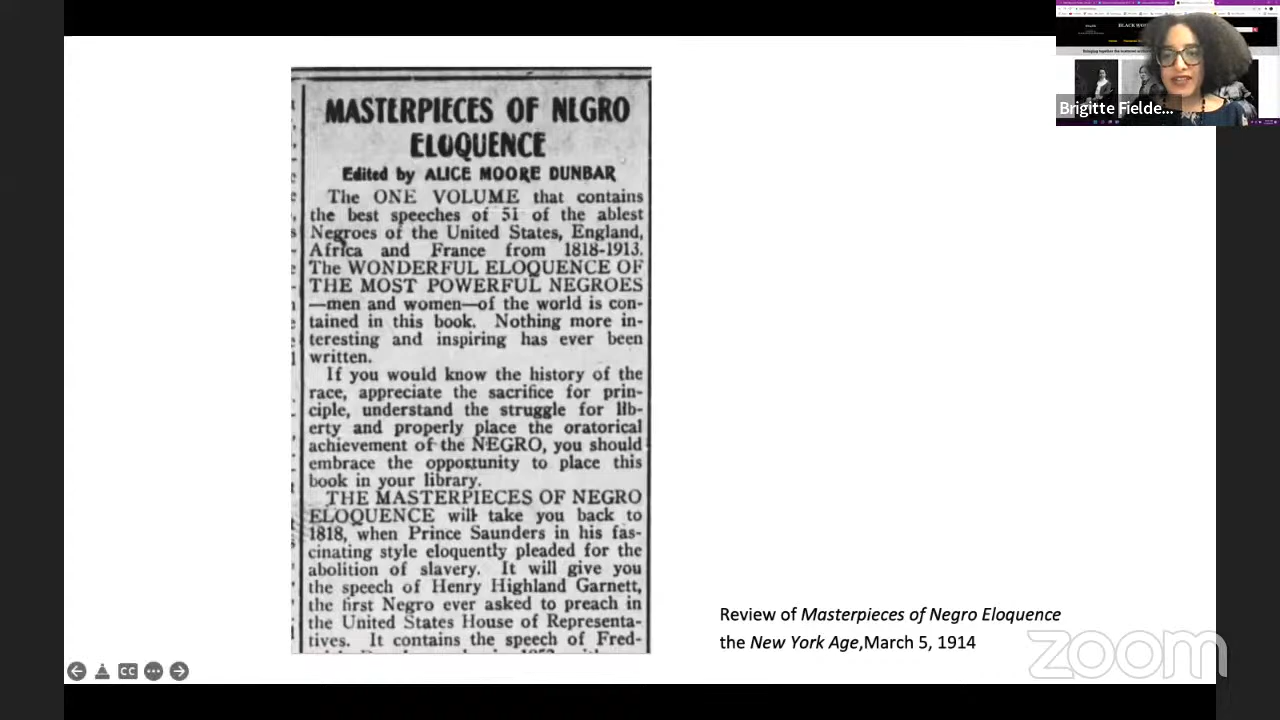 MASTERPIECES OF NEGRO
ELOQUENCE
Edited by ALICE MOORE DUNBAR
The ONE VOLUME that contains
the best speeches of 51 of the ablest
Negroes of the United States, England,
Africa and France from 1818-1913.
The WONDERFUL ELOQUENCE OF
THE MOST POWERFUL NEGROES
—men and women—of the world is con-
tained in this book. Nothing more in-
teresting and inspiring has ever been
written.
If you would know the history of the
race, appreciate the sacrifice for prin-
ciple, understand the struggle for lib-
erty and properly place the oratorical
achievement of the NEGRO, you should
embrace the opportunity to place this
book in your library.
THE MASTERPIECES OF NEGRO
ELOQUENCE will take you back to
1818, when Prince Saunders in his fas-
cinating style eloquently pleaded for the
abolition of slavery. It will give you
the speech of Henry Highland Garnett,
the first Negro ever asked to preach in
the United States House of Representa-
tives. It contains the speech of Fred-
Review of Masterpieces of Negro Eloquence
the New York Age,March 5, 1914
Brigitte Fielde...
BLACK
CC
zoom